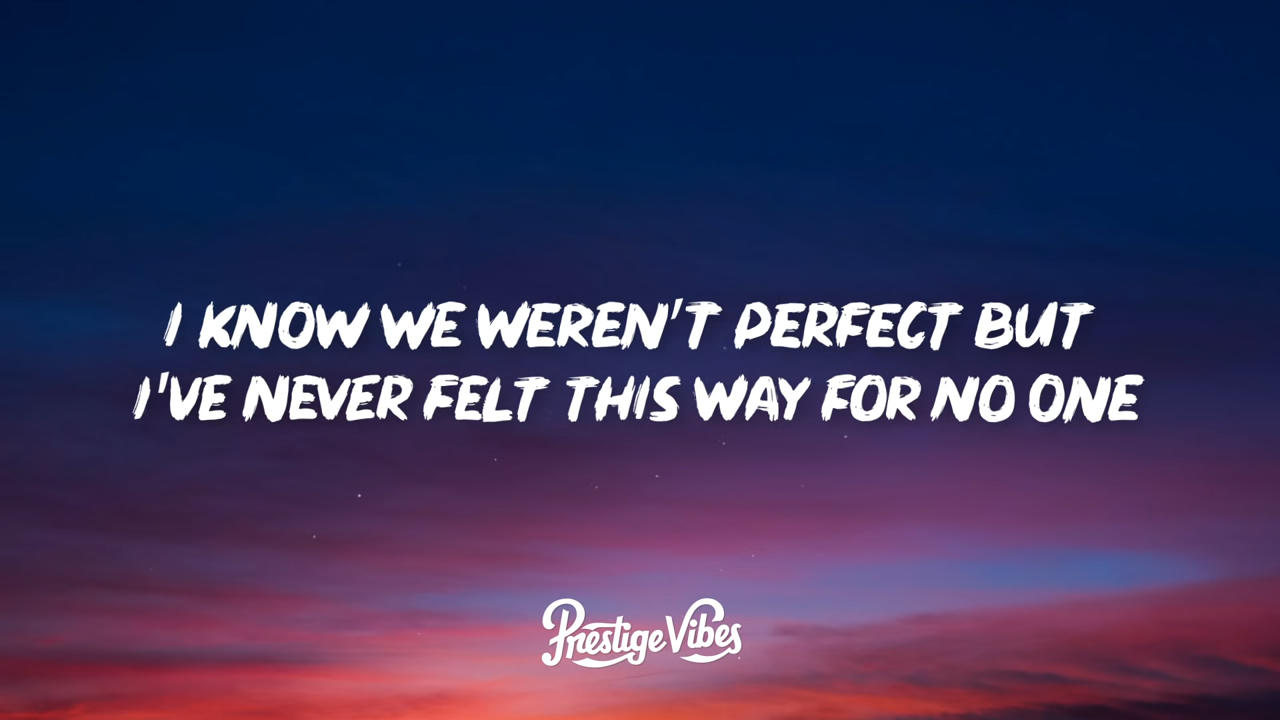 I KNOW WE WEREN'T PERFECT BUT
I'VE NEVER FELT THIS WAY FOR NO ONE
Prestige Vibes